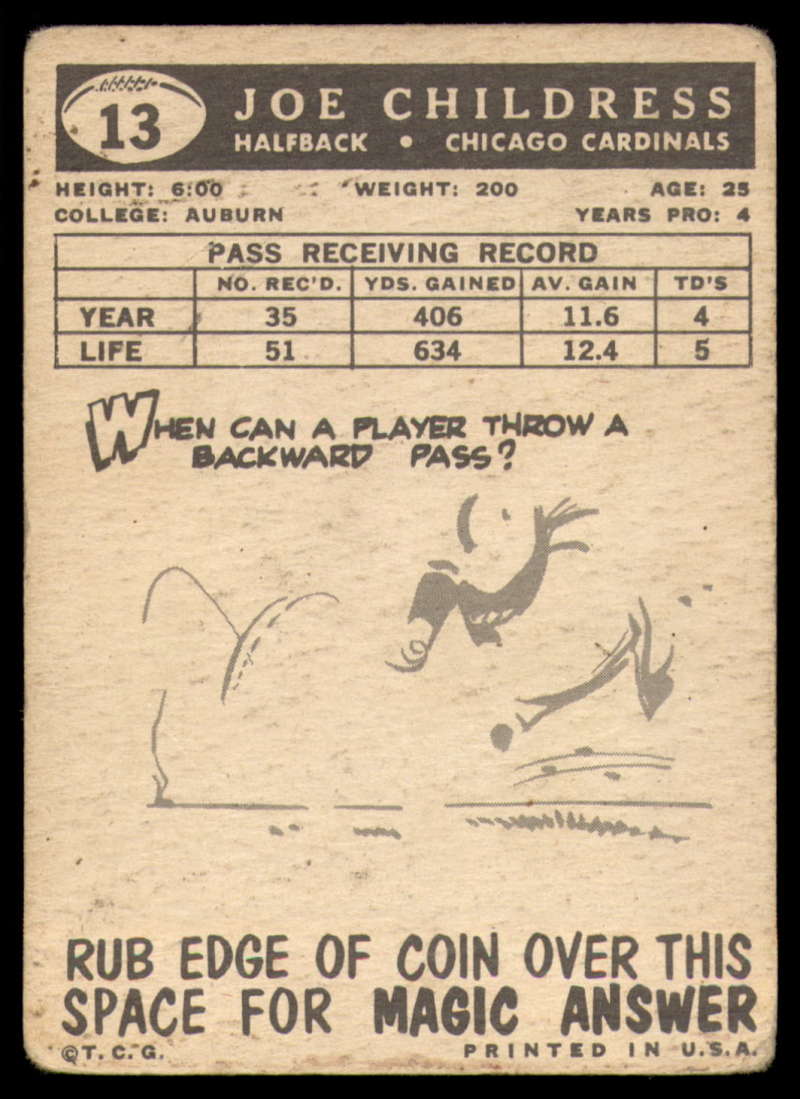 13
JOE CHILDRESS
HALFBACK • CHICAGO CARDINALS
HEIGHT: 6:00 WEIGHT: 200 AGE: 25
COLLEGE: AUBURN YEARS PRO: 4
PASS RECEIVING RECORD
NO. REC'D. YDS. GAINED AV. GAIN TD'S
YEAR 35 406 11.6 4
LIFE 51 634 12.4 5
WHEN CAN A PLAYER THROW A
BACKWARD PASS?
RUB EDGE OF COIN OVER THIS
SPACE FOR MAGIC ANSWER
©T. C. G. PRINTED IN U.S.A.